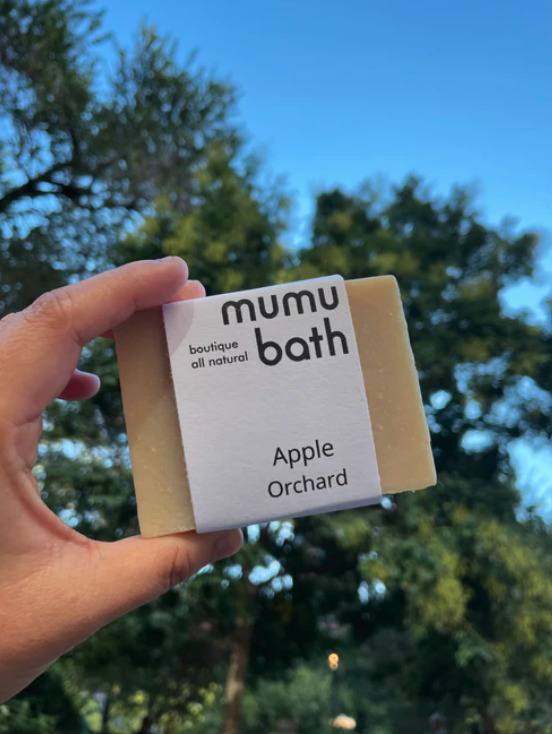 mumu
bath
boutique
all natural
Apple
Orchard